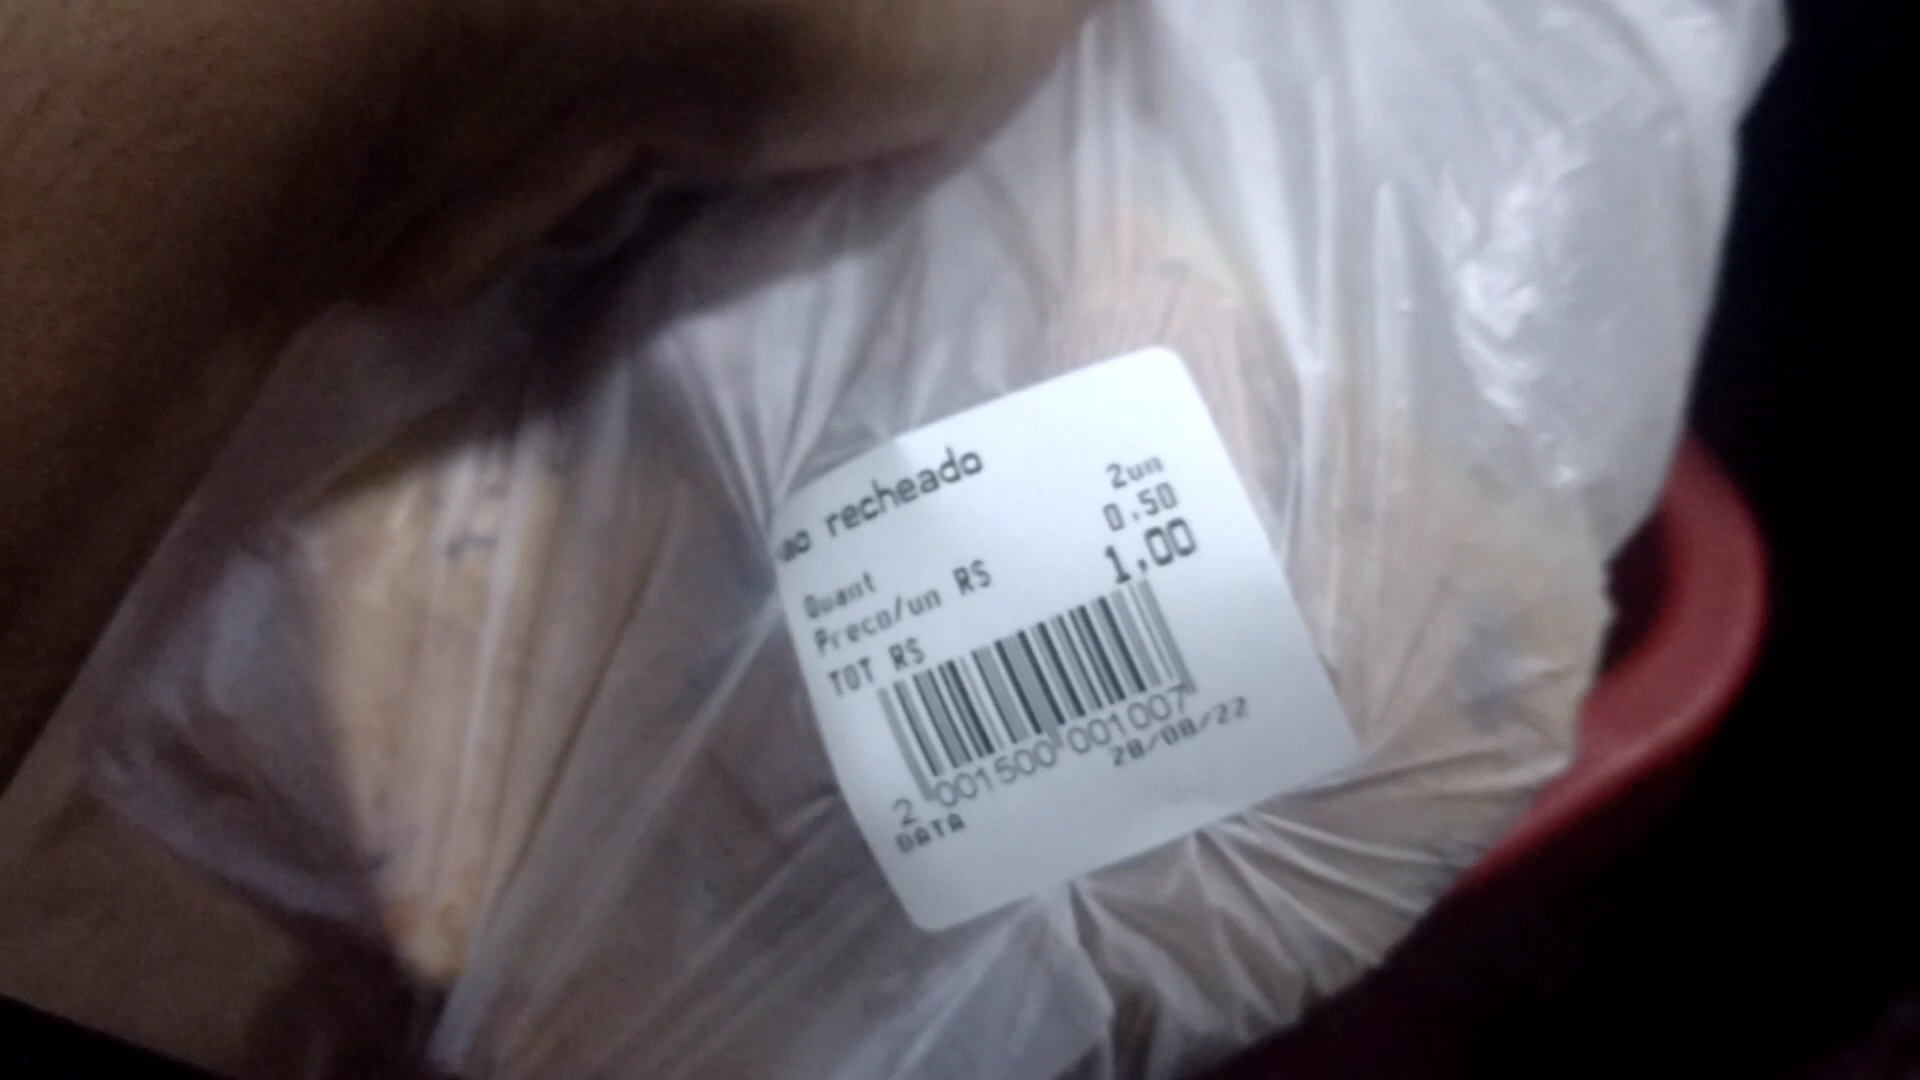 ao recheado
Quant 2un
Preco/un RS 0,50
TOT RS 1,00
2 001500 001007
DATA 20/08/22